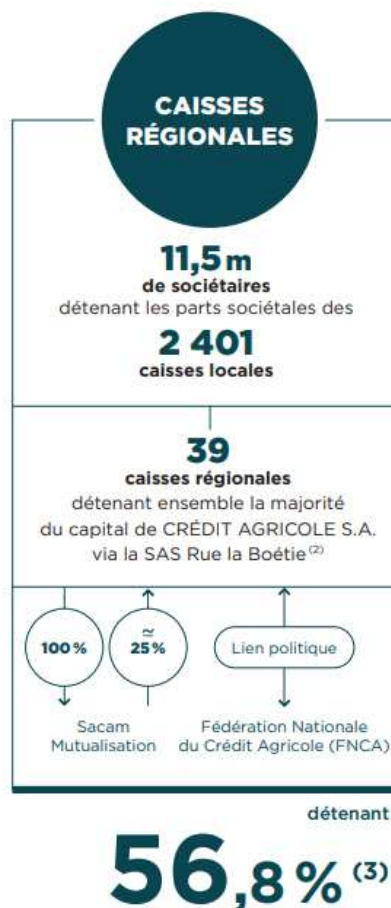 CAISSES
RÉGIONALES
11,5 m
de sociétaires
détenant les parts sociétales des
2 401
caisses locales
39
caisses régionales
détenant ensemble la majorité
du capital de CRÉDIT AGRICOLE S.A.
via la SAS Rue la Boétie (2)
100 %
≃
25 %
Lien politique
Sacam
Mutualisation
Fédération Nationale
du Crédit Agricole (FNCA)
détenant
56,8 % (3)